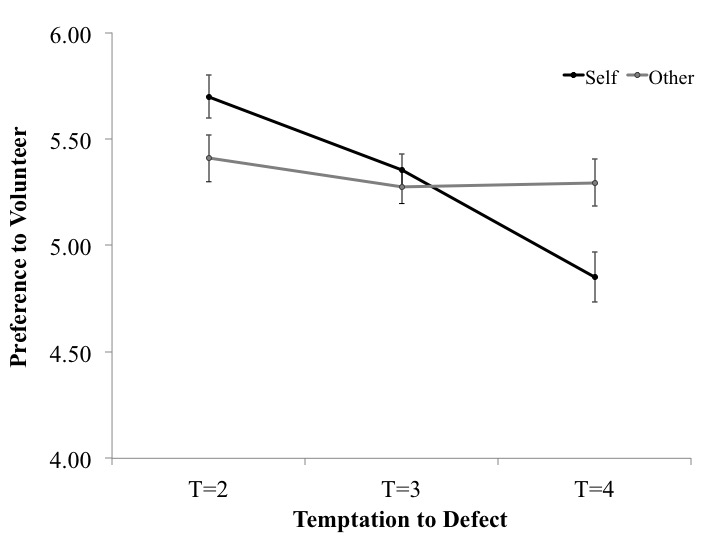 6.00
Self Other
5.50
5.00
4.50
4.00
Preference to Volunteer
T=2 T=3 T=4
Temptation to Defect